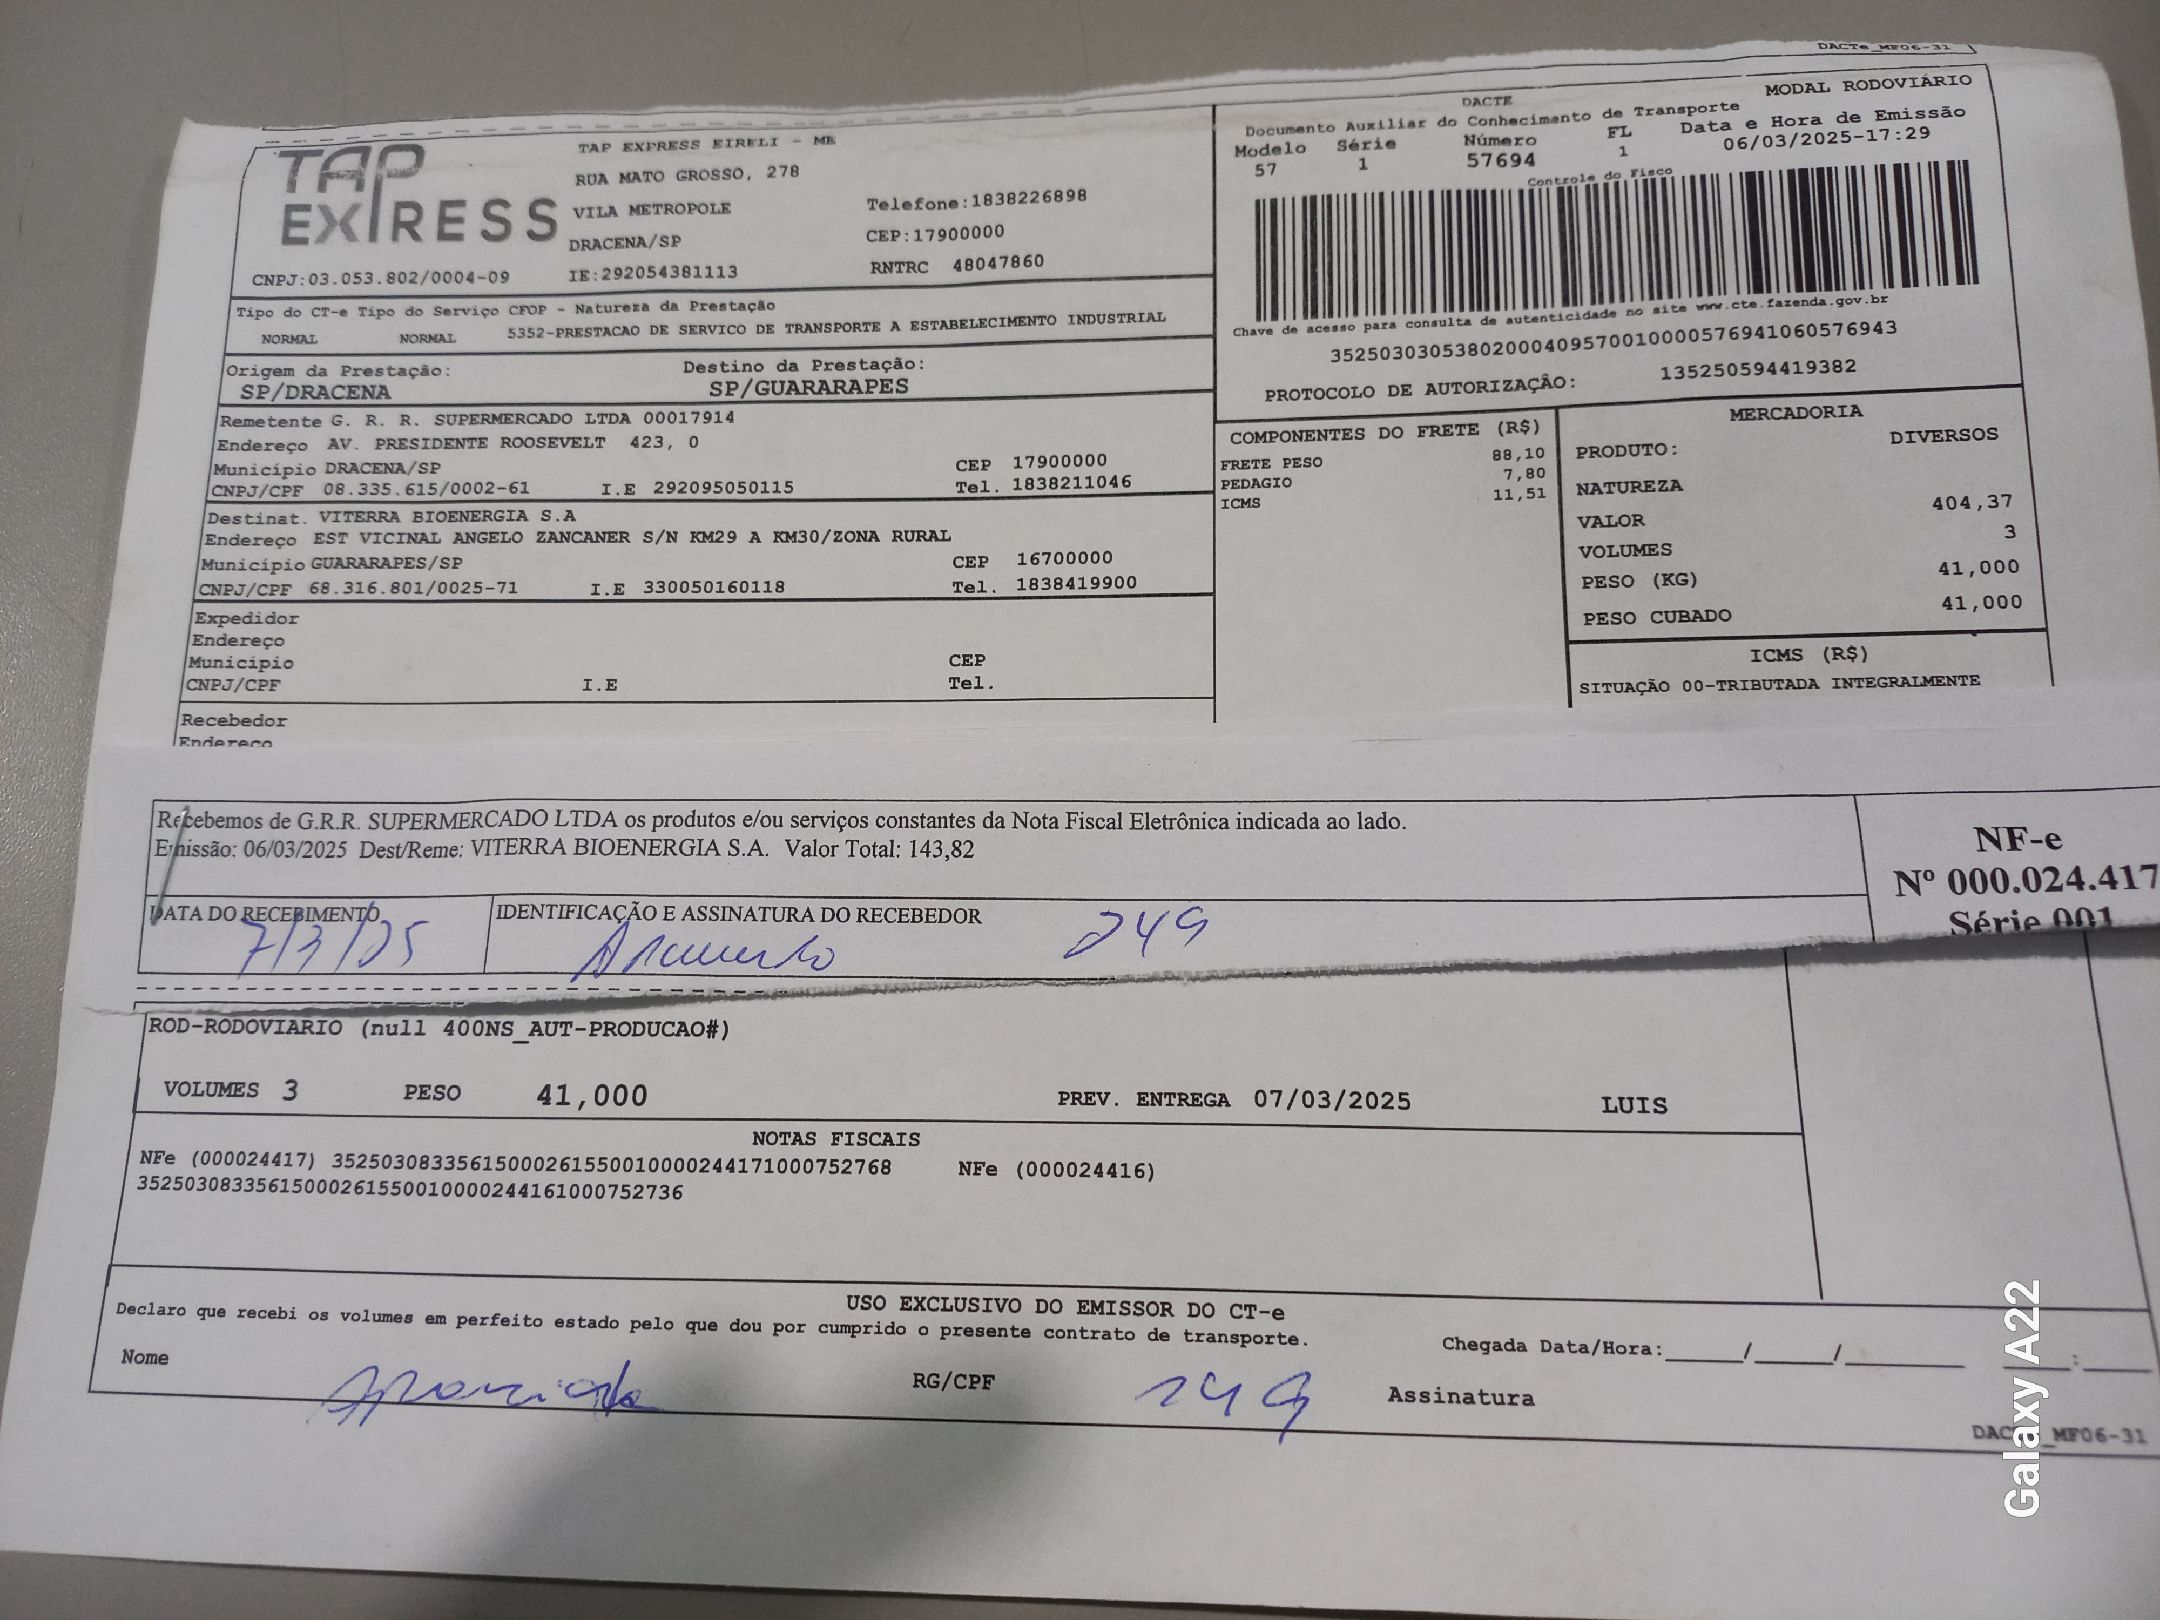 DACTe_MF06-31
TAP EXPRESS
TAP EXPRESS EIRELI - ME
RUA MATO GROSSO, 278
VILA METROPOLE
Telefone:1838226898
DRACENA/SP
CEP:17900000
CNPJ:03.053.802/0004-09
IE:292054381113
RNTRC 48047860
DACTE
MODAL RODOVIÁRIO
Documento Auxiliar do Conhecimento de Transporte
Modelo Série Número FL Data e Hora de Emissão
57 1 57694 1 06/03/2025-17:29
Controle do Fisco
Chave de acesso para consulta de autenticidade no site www.cte.fazenda.gov.br
35250303053802000409570010000576941060576943
PROTOCOLO DE AUTORIZAÇÃO: 135250594419382
Tipo do CT-e Tipo do Serviço CFOP - Natureza da Prestação
NORMAL NORMAL 5352-PRESTACAO DE SERVICO DE TRANSPORTE A ESTABELECIMENTO INDUSTRIAL
Origem da Prestação: Destino da Prestação:
SP/DRACENA SP/GUARARAPES
Remetente G. R. R. SUPERMERCADO LTDA 00017914
Endereço AV. PRESIDENTE ROOSEVELT 423, 0
Município DRACENA/SP CEP 17900000
CNPJ/CPF 08.335.615/0002-61 I.E 292095050115 Tel. 1838211046
Destinat. VITERRA BIOENERGIA S.A
Endereço EST VICINAL ANGELO ZANCANER S/N KM29 A KM30/ZONA RURAL
Município GUARARAPES/SP CEP 16700000
CNPJ/CPF 68.316.801/0025-71 I.E 330050160118 Tel. 1838419900
Expedidor
Endereço
Município CEP
CNPJ/CPF I.E Tel.
Recebedor
Endereço
COMPONENTES DO FRETE (R$)
FRETE PESO 88,10
PEDAGIO 7,80
ICMS 11,51
MERCADORIA
PRODUTO: DIVERSOS
NATUREZA
VALOR 404,37
VOLUMES 3
PESO (KG) 41,000
PESO CUBADO 41,000
ICMS (R$)
SITUAÇÃO 00-TRIBUTADA INTEGRALMENTE
Recebemos de G.R.R. SUPERMERCADO LTDA os produtos e/ou serviços constantes da Nota Fiscal Eletrônica indicada ao lado.
Emissão: 06/03/2025 Dest/Reme: VITERRA BIOENERGIA S.A. Valor Total: 143,82
NF-e
Nº 000.024.417
Série 001
DATA DO RECEBIMENTO IDENTIFICAÇÃO E ASSINATURA DO RECEBEDOR
7/3/25 249
ROD-RODOVIARIO (null 400NS_AUT-PRODUCAO#)
VOLUMES 3 PESO 41,000 PREV. ENTREGA 07/03/2025 LUIS
NOTAS FISCAIS
NFe (000024417) 35250308335615000261550010000244171000752768 NFe (000024416)
35250308335615000261550010000244161000752736
USO EXCLUSIVO DO EMISSOR DO CT-e
Declaro que recebi os volumes em perfeito estado pelo que dou por cumprido o presente contrato de transporte.
Chegada Data/Hora:_____/_____/________ ____:____
Nome RG/CPF 249 Assinatura
DACTe_MF06-31
Galaxy A22